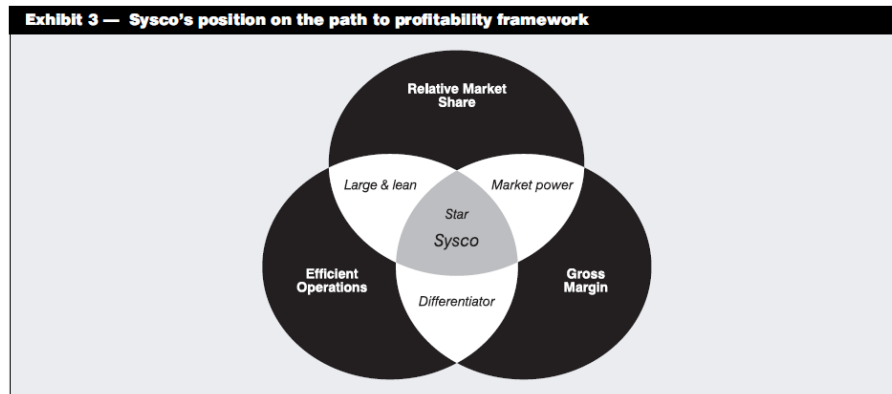 Exhibit 3 — Sysco's position on the path to profitability framework
Relative Market
Share
Large & lean
Market power
Star
Sysco
Efficient
Operations
Gross
Margin
Differentiator